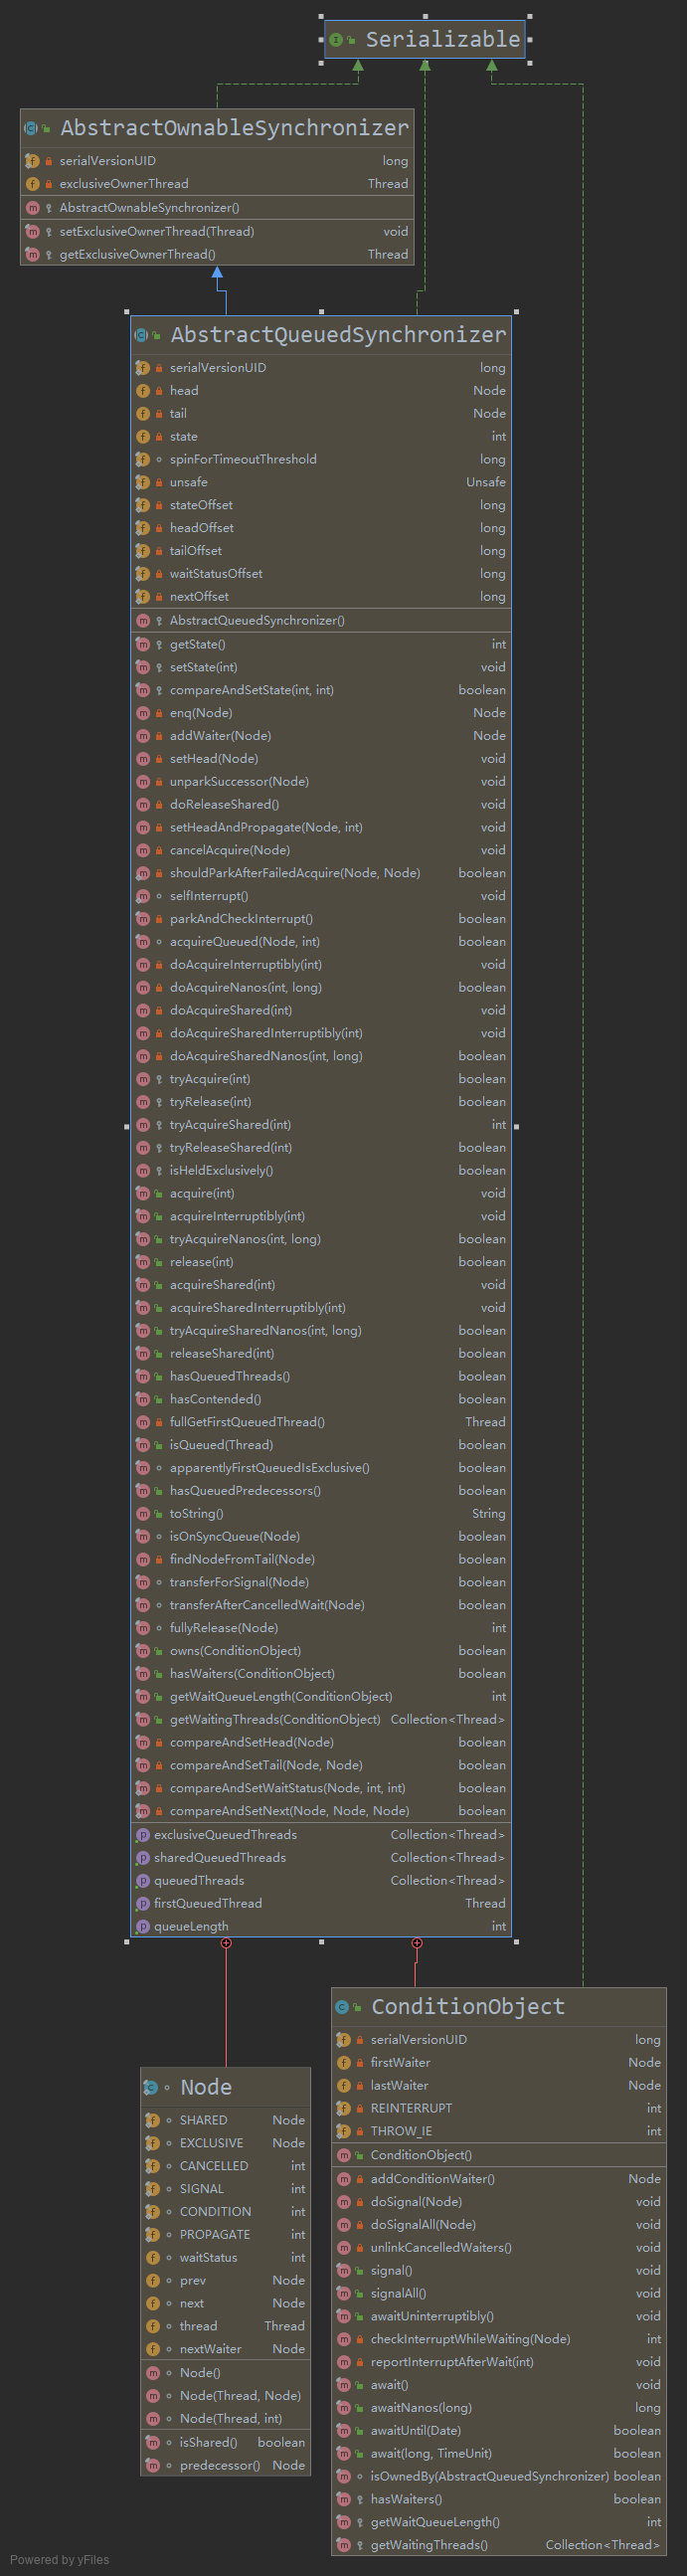 Serializable
AbstractOwnableSynchronizer
serialVersionUID long
exclusiveOwnerThread Thread
AbstractOwnableSynchronizer()
setExclusiveOwnerThread(Thread) void
getExclusiveOwnerThread() Thread
AbstractQueuedSynchronizer
serialVersionUID long
head Node
tail Node
state int
spinForTimeoutThreshold long
unsafe Unsafe
stateOffset long
headOffset long
tailOffset long
waitStatusOffset long
nextOffset long
AbstractQueuedSynchronizer()
getState() int
setState(int) void
compareAndSetState(int, int) boolean
enq(Node) Node
addWaiter(Node) Node
setHead(Node) void
unparkSuccessor(Node) void
doReleaseShared() void
setHeadAndPropagate(Node, int) void
cancelAcquire(Node) void
shouldParkAfterFailedAcquire(Node, Node) boolean
selfInterrupt() void
parkAndCheckInterrupt() boolean
acquireQueued(Node, int) boolean
doAcquireInterruptibly(int) void
doAcquireNanos(int, long) boolean
doAcquireShared(int) void
doAcquireSharedInterruptibly(int) void
doAcquireSharedNanos(int, long) boolean
tryAcquire(int) boolean
tryRelease(int) boolean
tryAcquireShared(int) int
tryReleaseShared(int) boolean
isHeldExclusively() boolean
acquire(int) void
acquireInterruptibly(int) void
tryAcquireNanos(int, long) boolean
release(int) boolean
acquireShared(int) void
acquireSharedInterruptibly(int) void
tryAcquireSharedNanos(int, long) boolean
releaseShared(int) boolean
hasQueuedThreads() boolean
hasContended() boolean
fullGetFirstQueuedThread() Thread
isQueued(Thread) boolean
apparentlyFirstQueuedIsExclusive() boolean
hasQueuedPredecessors() boolean
toString() String
isOnSyncQueue(Node) boolean
findNodeFromTail(Node) boolean
transferForSignal(Node) boolean
transferAfterCancelledWait(Node) boolean
fullyRelease(Node) int
owns(ConditionObject) boolean
hasWaiters(ConditionObject) boolean
getWaitQueueLength(ConditionObject) int
getWaitingThreads(ConditionObject) Collection<Thread>
compareAndSetHead(Node) boolean
compareAndSetTail(Node, Node) boolean
compareAndSetWaitStatus(Node, int, int) boolean
compareAndSetNext(Node, Node, Node) boolean
exclusiveQueuedThreads Collection<Thread>
sharedQueuedThreads Collection<Thread>
queuedThreads Collection<Thread>
firstQueuedThread Thread
queueLength int
Node
SHARED Node
EXCLUSIVE Node
CANCELLED int
SIGNAL int
CONDITION int
PROPAGATE int
waitStatus int
prev Node
next Node
thread Thread
nextWaiter Node
Node()
Node(Thread, Node)
Node(Thread, int)
isShared() boolean
predecessor() Node
ConditionObject
serialVersionUID long
firstWaiter Node
lastWaiter Node
REINTERRUPT int
THROW_IE int
ConditionObject()
addConditionWaiter() Node
doSignal(Node) void
doSignalAll(Node) void
unlinkCancelledWaiters() void
signal() void
signalAll() void
awaitUninterruptibly() void
checkInterruptWhileWaiting(Node) int
reportInterruptAfterWait(int) void
await() void
awaitNanos(long) long
awaitUntil(Date) boolean
await(long, TimeUnit) boolean
isOwnedBy(AbstractQueuedSynchronizer) boolean
hasWaiters() boolean
getWaitQueueLength() int
getWaitingThreads() Collection<Thread>
Powered by yFiles